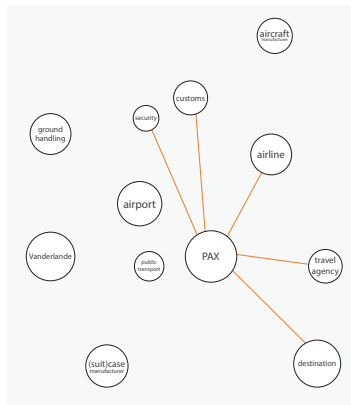 aircraft
manufacturer
customs
security
ground
handling
airline
airport
Vanderlande
public
transport
PAX
travel
agency
(suit)case
manufacturer
destination